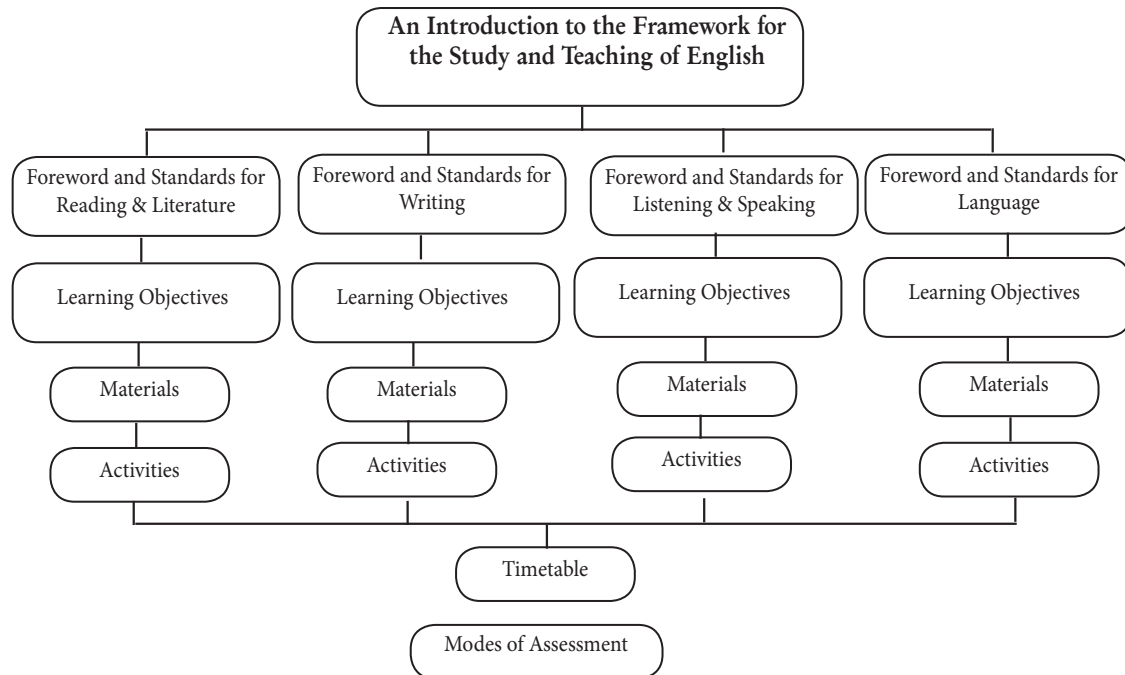 An Introduction to the Framework for
the Study and Teaching of English
Foreword and Standards for
Reading & Literature
Foreword and Standards for
Writing
Foreword and Standards for
Listening & Speaking
Foreword and Standards for
Language
Learning Objectives
Learning Objectives
Learning Objectives
Learning Objectives
Materials
Materials
Materials
Materials
Activities
Activities
Activities
Activities
Timetable
Modes of Assessment